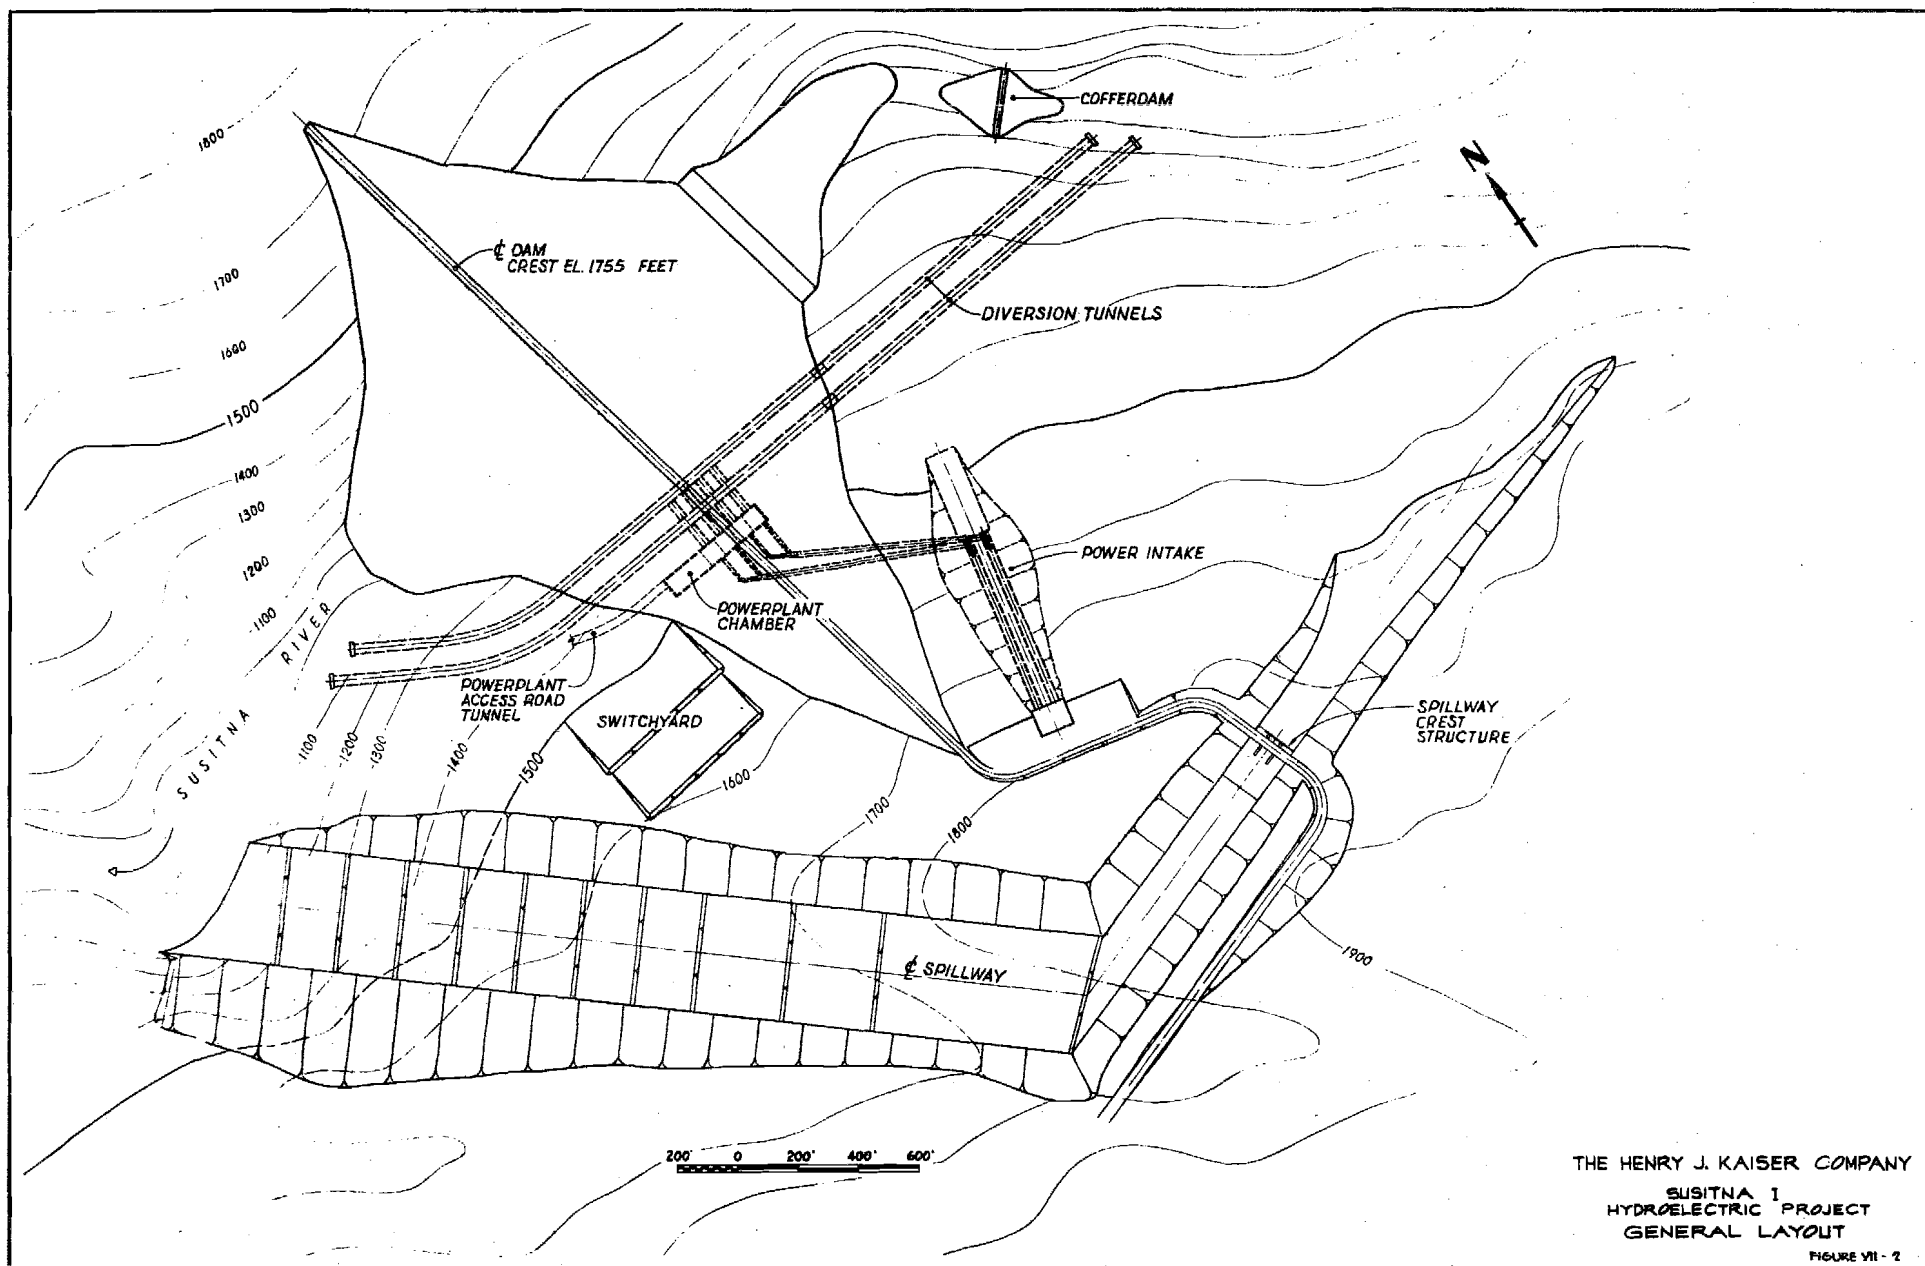 COFFERDAM
N
1800
℄ DAM
CREST EL. 1755 FEET
1700
DIVERSION TUNNELS
1600
1500
1400
1300
1200
1100
POWER INTAKE
POWERPLANT
CHAMBER
SUSITNA RIVER
POWERPLANT
ACCESS ROAD
TUNNEL
SWITCHYARD
SPILLWAY
CREST
STRUCTURE
1100
1200
1300
1400
1500
1600
1700
1800
1900
℄ SPILLWAY
200' 0 200' 400' 600'
THE HENRY J. KAISER COMPANY
SUSITNA I
HYDROELECTRIC PROJECT
GENERAL LAYOUT
FIGURE VII - 2